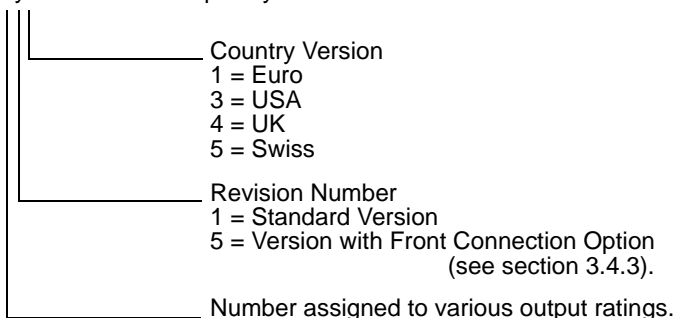 Country Version
1 = Euro
3 = USA
4 = UK
5 = Swiss
Revision Number
1 = Standard Version
5 = Version with Front Connection Option
(see section 3.4.3).
Number assigned to various output ratings.